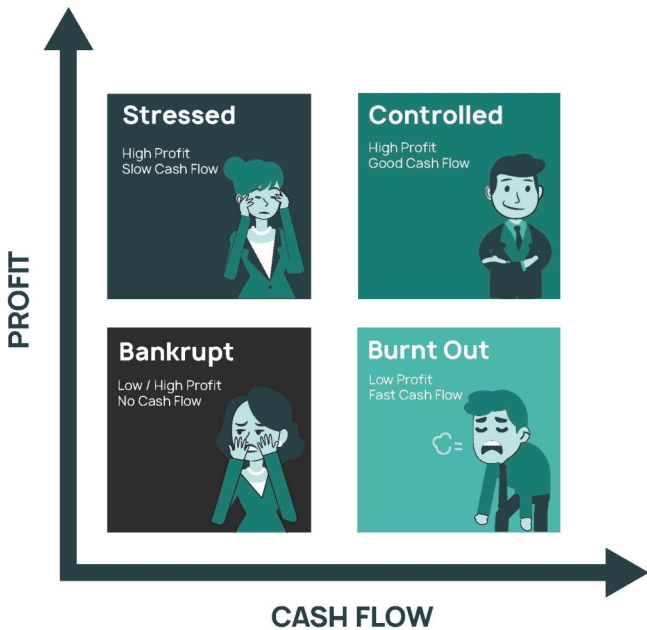 Stressed
High Profit
Slow Cash Flow
Controlled
High Profit
Good Cash Flow
PROFIT
Bankrupt
Low / High Profit
No Cash Flow
Burnt Out
Low Profit
Fast Cash Flow
CASH FLOW